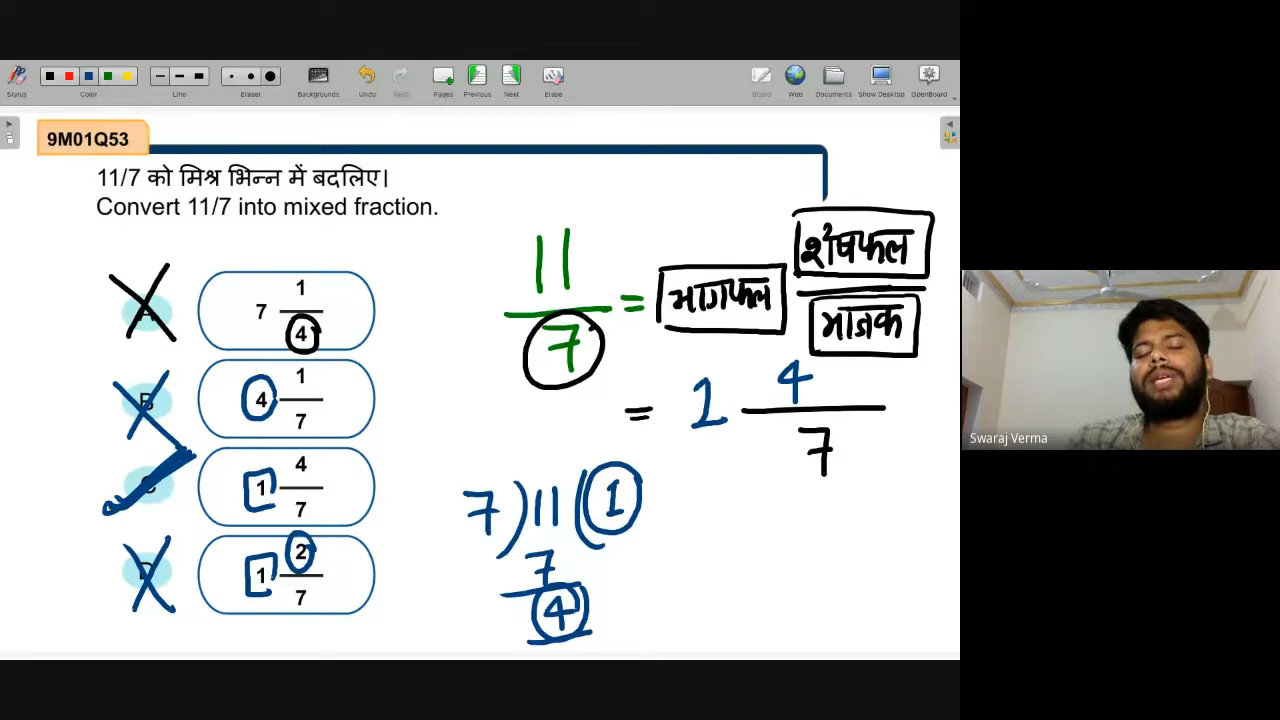 Stylus
Color
Line
Eraser
Backgrounds
Undo
Redo
Pages
Previous
Next
Erase
Board
Web
Documents
Show Desktop
OpenBoard
9M01Q53
11/7 को मिश्र भिन्न में बदलिए।
Convert 11/7 into mixed fraction.
A
7 1/4
B
4 1/7
C
1 4/7
D
1 2/7
11/7 = भागफल शेषफल/भाजक
= 1 4/7
7)11(1
7
4
Swaraj Verma